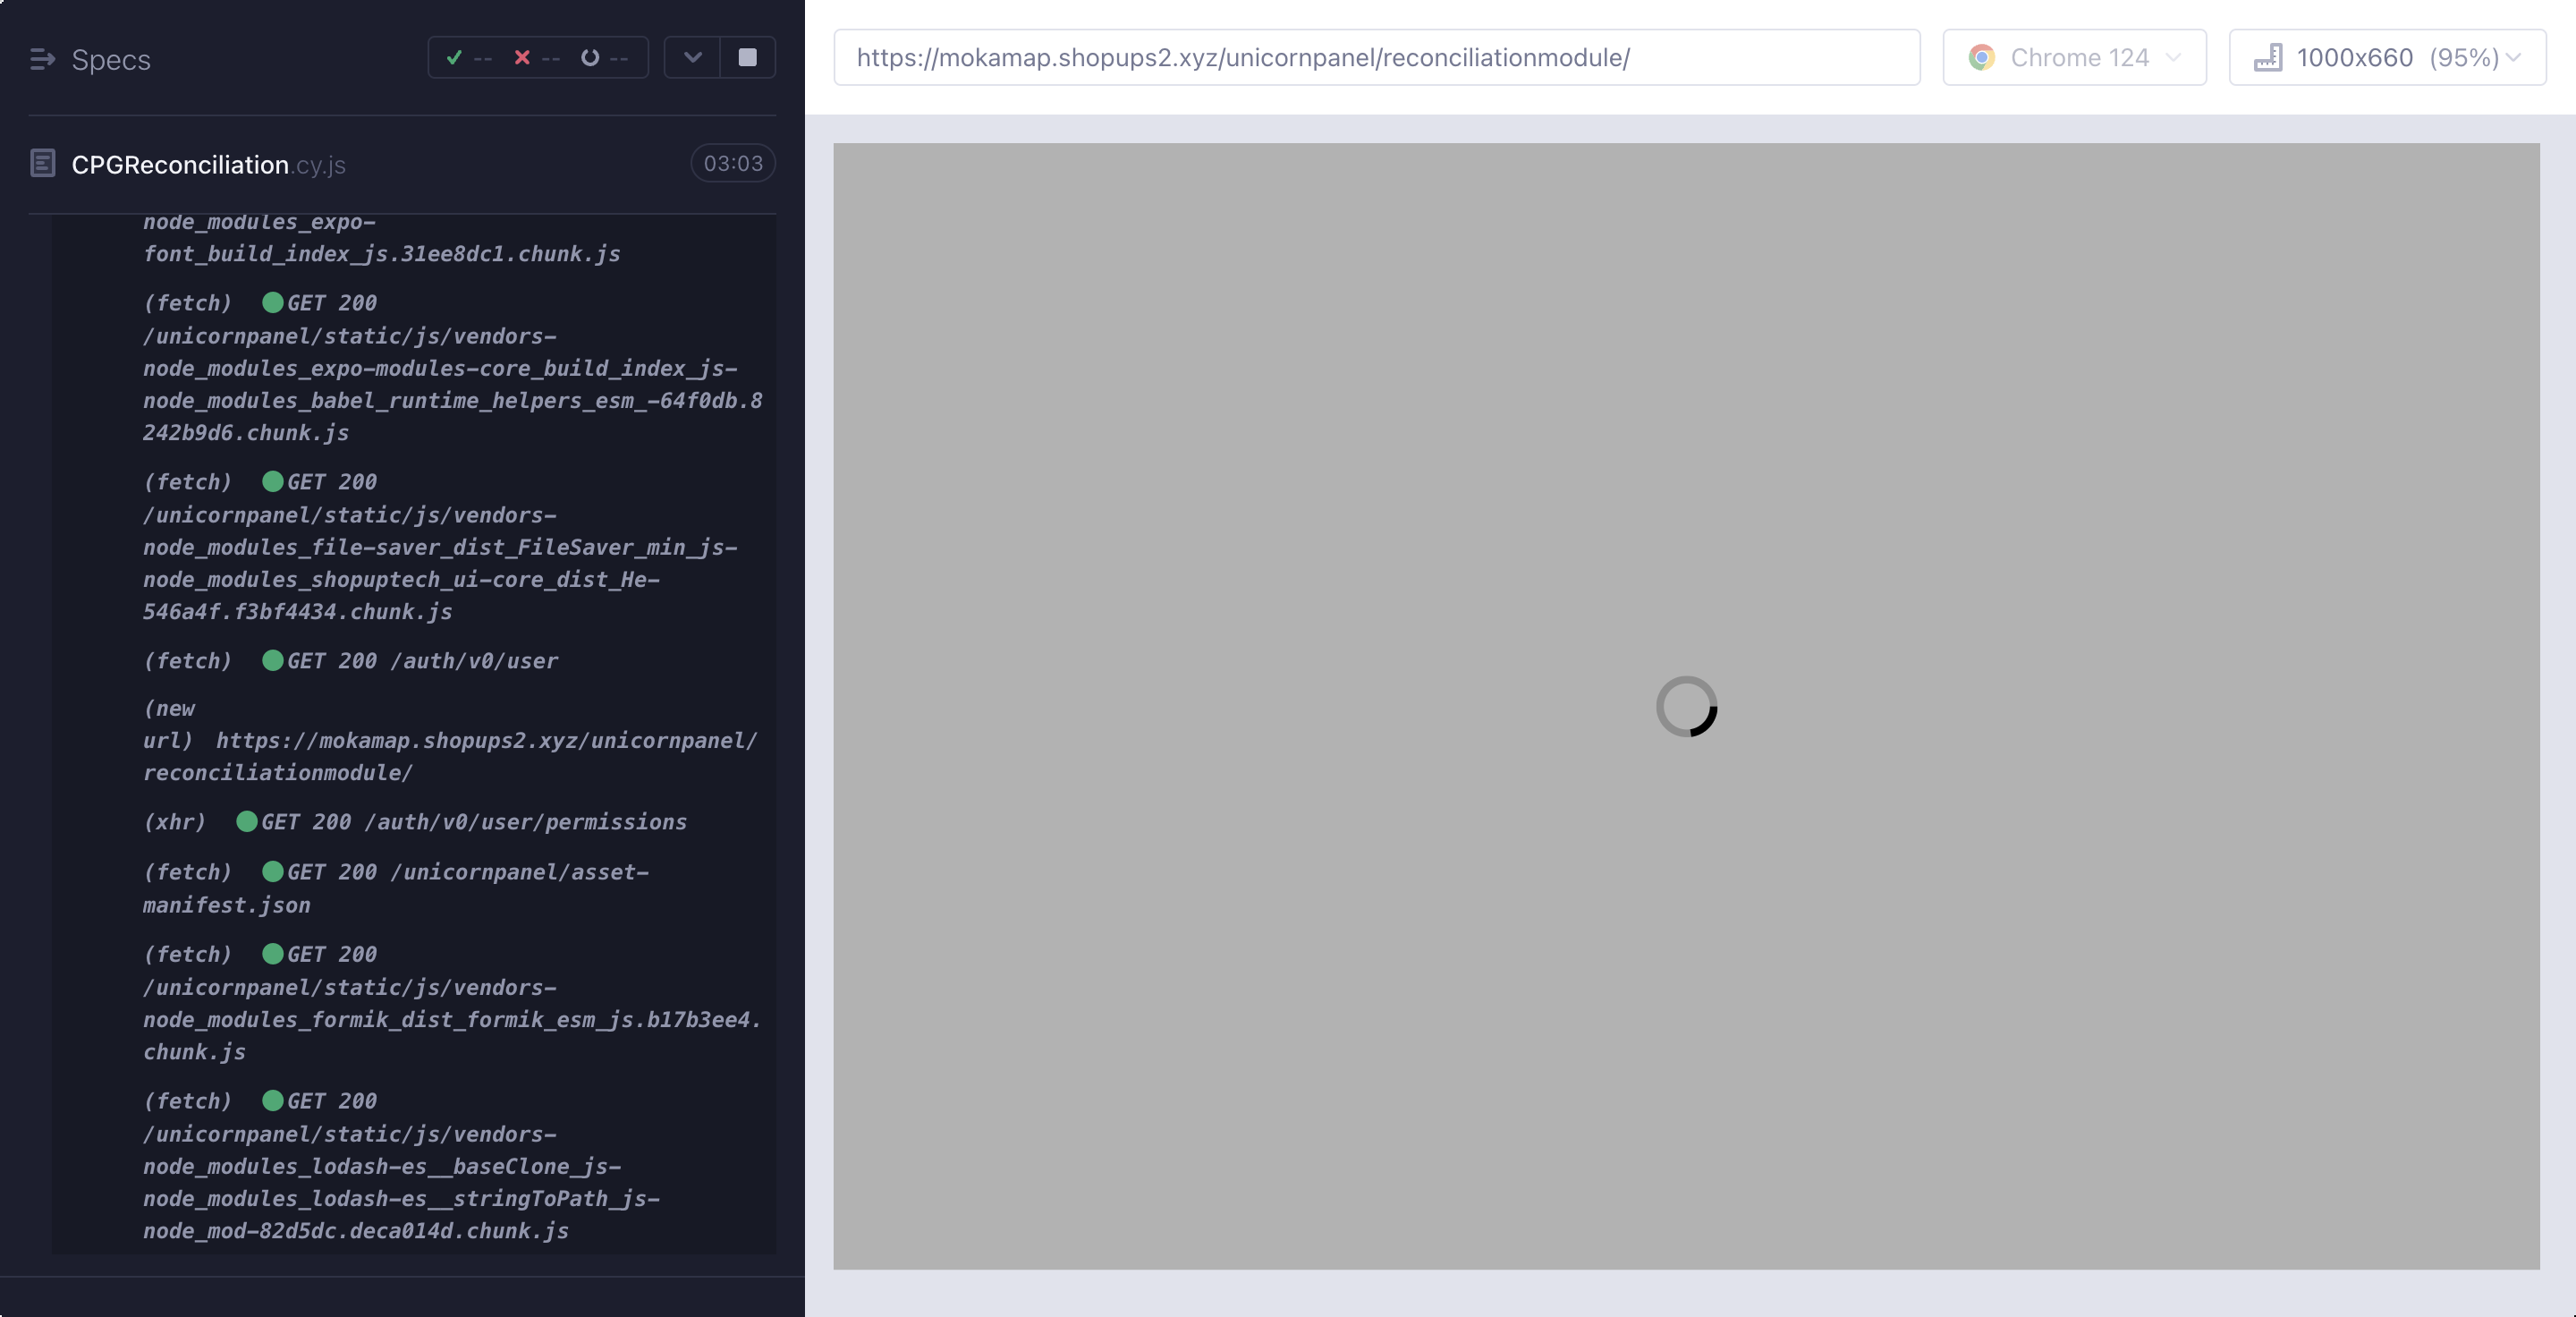 Specs
-- -- --
CPGReconciliation.cy.js
03:03
node_modules_expo-
font_build_index_js.31ee8dc1.chunk.js
(fetch) GET 200
/unicornpanel/static/js/vendors-
node_modules_expo-modules-core_build_index_js-
node_modules_babel_runtime_helpers_esm_-64f0db.8
242b9d6.chunk.js
(fetch) GET 200
/unicornpanel/static/js/vendors-
node_modules_file-saver_dist_FileSaver_min_js-
node_modules_shopuptech_ui-core_dist_He-
546a4f.f3bf4434.chunk.js
(fetch) GET 200 /auth/v0/user
(new
url) https://mokamap.shopups2.xyz/unicornpanel/
reconciliationmodule/
(xhr) GET 200 /auth/v0/user/permissions
(fetch) GET 200 /unicornpanel/asset-
manifest.json
(fetch) GET 200
/unicornpanel/static/js/vendors-
node_modules_formik_dist_formik_esm_js.b17b3ee4.
chunk.js
(fetch) GET 200
/unicornpanel/static/js/vendors-
node_modules_lodash-es__baseClone_js-
node_modules_lodash-es__stringToPath_js-
node_mod-82d5dc.deca014d.chunk.js
https://mokamap.shopups2.xyz/unicornpanel/reconciliationmodule/
Chrome 124
1000x660 (95%)